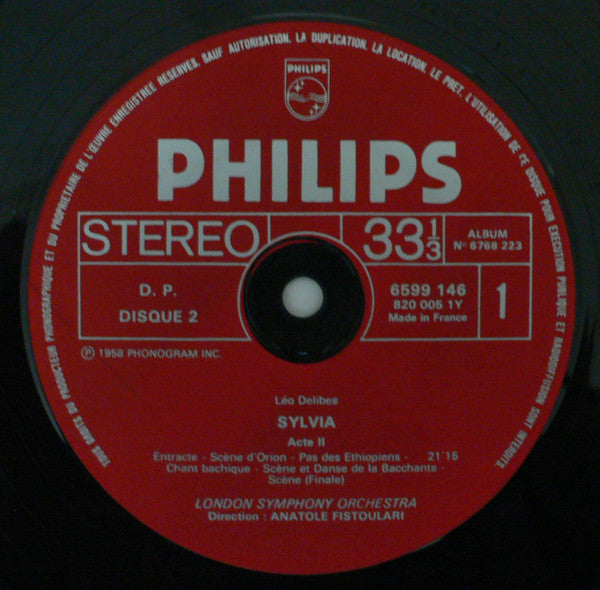 TOUS DROITS DU PRODUCTEUR PHONOGRAPHIQUE ET DU PROPRIETAIRE DE L'ŒUVRE ENREGISTREE RESERVES. SAUF AUTORISATION, LA DUPLICATION, LA LOCATION, LE PRET, L'UTILISATION DE CE DISQUE POUR EXECUTION PUBLIQUE ET RADIODIFFUSION SONT INTERDITS
PHILIPS
PHILIPS
STEREO
33 1/3
ALBUM
N° 6768 223
D. P.
DISQUE 2
6599 146
820 005 1Y
Made in France
1
℗ 1958 PHONOGRAM INC.
Léo Delibes
SYLVIA
Acte II
Entracte - Scène d'Orion - Pas des Ethiopiens - 21'15
Chant bachique - Scène et Danse de la Bacchante -
Scène (Finale)
LONDON SYMPHONY ORCHESTRA
Direction : ANATOLE FISTOULARI